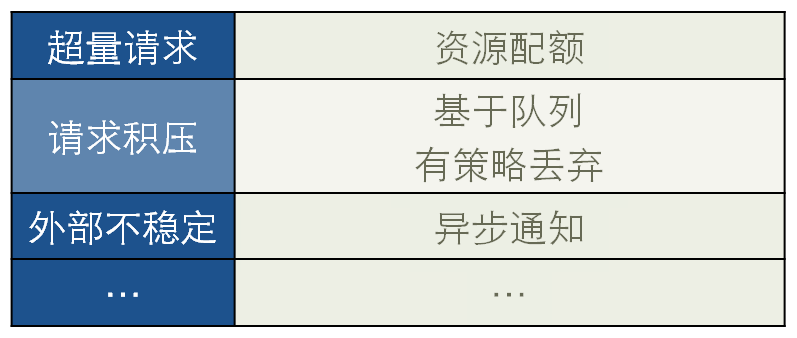 超量请求
资源配额
请求积压
基于队列
有策略丢弃
外部不稳定
异步通知
…
…